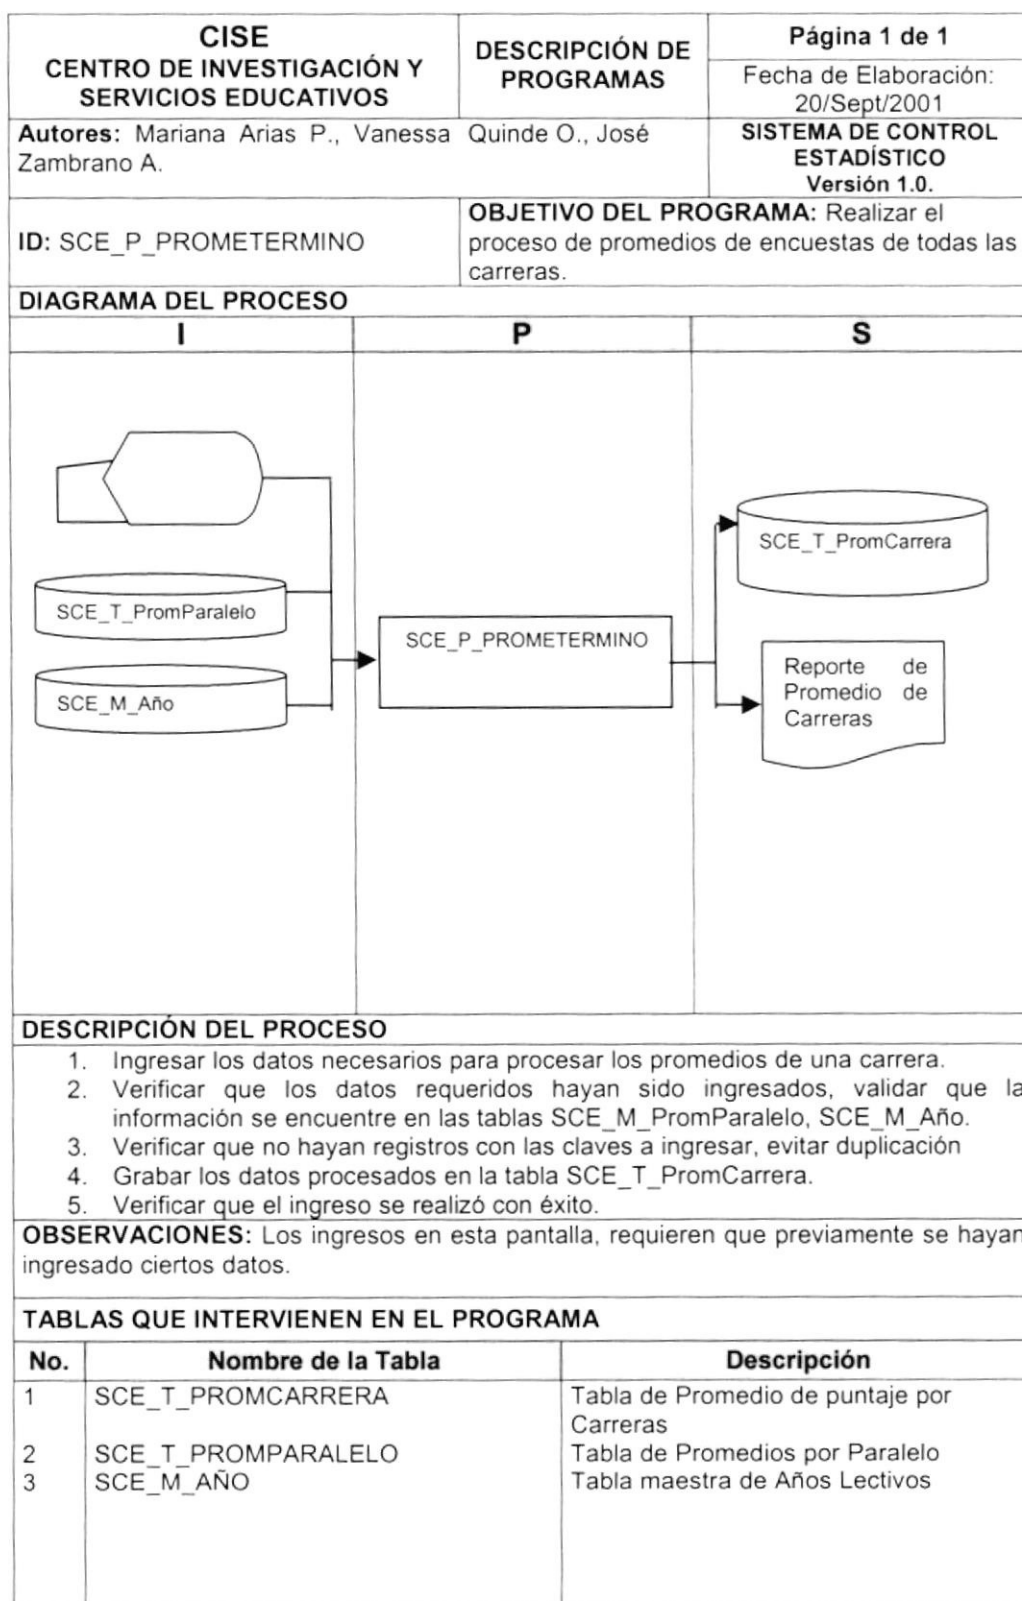 CISE
CENTRO DE INVESTIGACIÓN Y
SERVICIOS EDUCATIVOS
DESCRIPCIÓN DE
PROGRAMAS
Página 1 de 1
Fecha de Elaboración:
20/Sept/2001
Autores: Mariana Arias P., Vanessa Quinde O., José
Zambrano A.
SISTEMA DE CONTROL
ESTADÍSTICO
Versión 1.0.
ID: SCE_P_PROMETERMINO
OBJETIVO DEL PROGRAMA: Realizar el
proceso de promedios de encuestas de todas las
carreras.
DIAGRAMA DEL PROCESO
I P S
SCE_T_PromParalelo
SCE_M_Año
SCE_P_PROMETERMINO
SCE_T_PromCarrera
Reporte de
Promedio de
Carreras
DESCRIPCIÓN DEL PROCESO
1. Ingresar los datos necesarios para procesar los promedios de una carrera.
2. Verificar que los datos requeridos hayan sido ingresados, validar que la
información se encuentre en las tablas SCE_M_PromParalelo, SCE_M_Año.
3. Verificar que no hayan registros con las claves a ingresar, evitar duplicación
4. Grabar los datos procesados en la tabla SCE_T_PromCarrera.
5. Verificar que el ingreso se realizó con éxito.
OBSERVACIONES: Los ingresos en esta pantalla, requieren que previamente se hayan
ingresado ciertos datos.
TABLAS QUE INTERVIENEN EN EL PROGRAMA
No. Nombre de la Tabla Descripción
1 SCE_T_PROMCARRERA Tabla de Promedio de puntaje por
Carreras
2 SCE_T_PROMPARALELO Tabla de Promedios por Paralelo
3 SCE_M_AÑO Tabla maestra de Años Lectivos